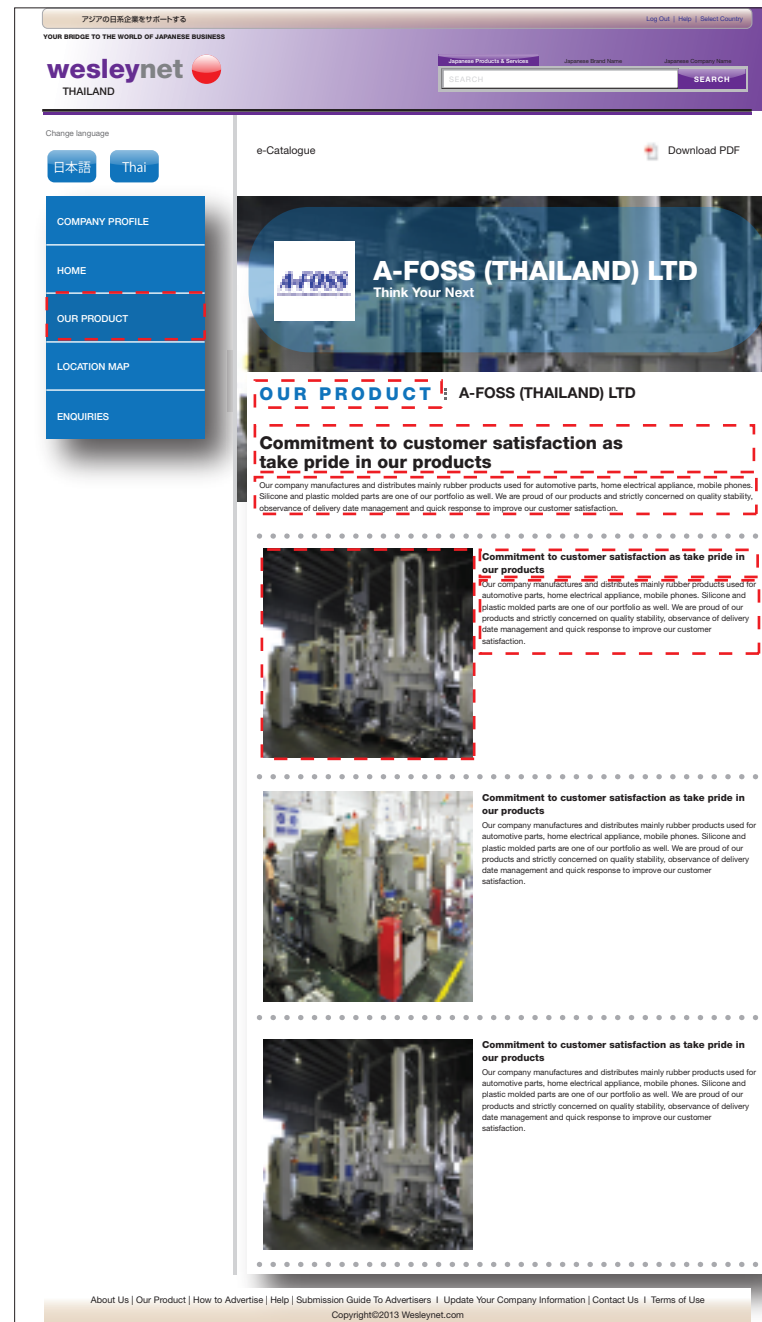 アジアの日系企業をサポートする
Log Out | Help | Select Country
YOUR BRIDGE TO THE WORLD OF JAPANESE BUSINESS
wesleynet
THAILAND
Japanese Products & Services
Japanese Brand Name
Japanese Company Name
SEARCH
SEARCH
Change language
日本語
Thai
e-Catalogue
Download PDF
COMPANY PROFILE
HOME
OUR PRODUCT
LOCATION MAP
ENQUIRIES
A-FOSS
A-FOSS (THAILAND) LTD
Think Your Next
OUR PRODUCT : A-FOSS (THAILAND) LTD
Commitment to customer satisfaction as
take pride in our products
Our company manufactures and distributes mainly rubber products used for automotive parts, home electrical appliance, mobile phones.
Silicone and plastic molded parts are one of our portfolio as well. We are proud of our products and strictly concerned on quality stability,
observance of delivery date management and quick response to improve our customer satisfaction.
Commitment to customer satisfaction as take pride in
our products
Our company manufactures and distributes mainly rubber products used for
automotive parts, home electrical appliance, mobile phones. Silicone and
plastic molded parts are one of our portfolio as well. We are proud of our
products and strictly concerned on quality stability, observance of delivery
date management and quick response to improve our customer
satisfaction.
Commitment to customer satisfaction as take pride in
our products
Our company manufactures and distributes mainly rubber products used for
automotive parts, home electrical appliance, mobile phones. Silicone and
plastic molded parts are one of our portfolio as well. We are proud of our
products and strictly concerned on quality stability, observance of delivery
date management and quick response to improve our customer
satisfaction.
Commitment to customer satisfaction as take pride in
our products
Our company manufactures and distributes mainly rubber products used for
automotive parts, home electrical appliance, mobile phones. Silicone and
plastic molded parts are one of our portfolio as well. We are proud of our
products and strictly concerned on quality stability, observance of delivery
date management and quick response to improve our customer
satisfaction.
About Us | Our Product | How to Advertise | Help | Submission Guide To Advertisers I Update Your Company Information | Contact Us I Terms of Use
Copyright©2013 Wesleynet.com